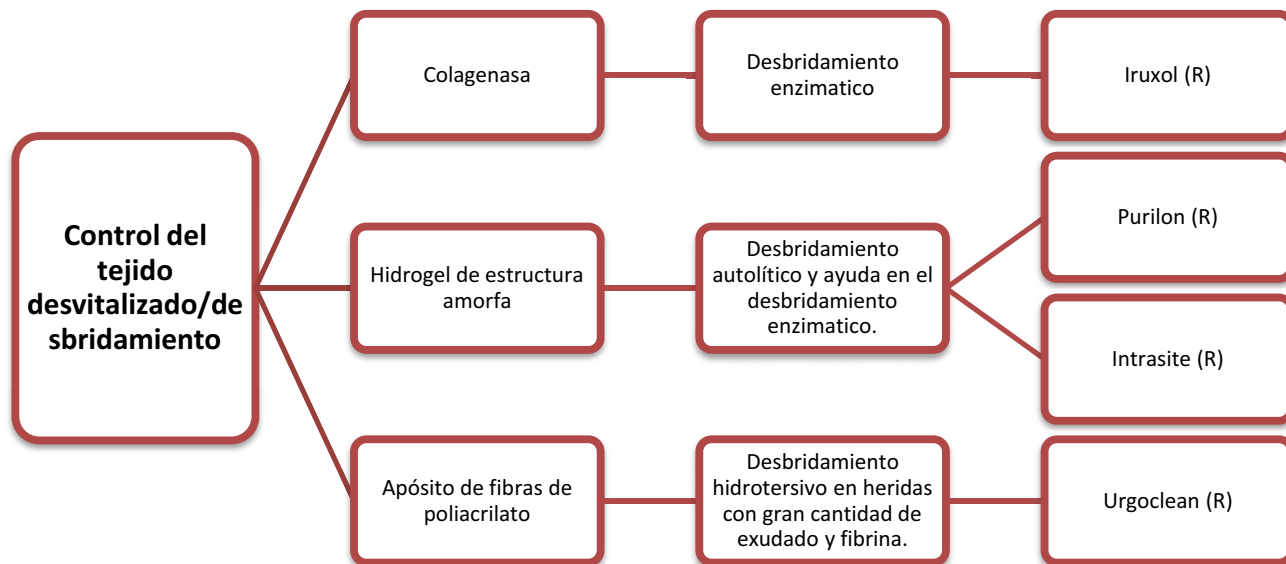 Control del
tejido
desvitalizado/de
sbridamiento
Colagenasa
Desbridamiento
enzimatico
Iruxol (R)
Hidrogel de estructura
amorfa
Desbridamiento
autolítico y ayuda en el
desbridamiento
enzimatico.
Purilon (R)
Intrasite (R)
Apósito de fibras de
poliacrilato
Desbridamiento
hidrotersivo en heridas
con gran cantidad de
exudado y fibrina.
Urgoclean (R)